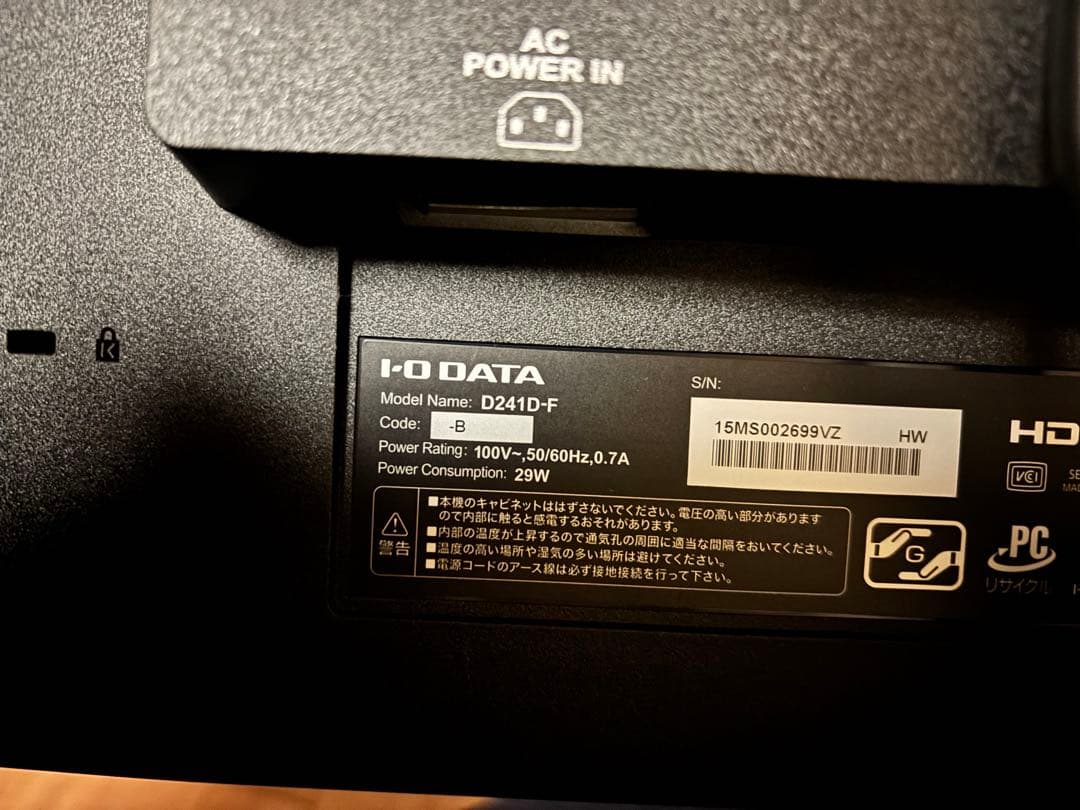 AC
POWER IN
I-O DATA
Model Name: D241D-F
Code: -B
Power Rating: 100V~,50/60Hz,0.7A
Power Consumption: 29W
S/N:
15MS002699VZ HW
警告
■本機のキャビネットははずさないでください。電圧の高い部分があります
ので内部に触ると感電するおそれがあります。
■内部の温度が上昇するので通気孔の周囲に適当な間隔をおいてください。
■温度の高い場所や湿気の多い場所は避けてください。
■電源コードのアース線は必ず接地接続を行って下さい。
G
HD
VCI
PC
リサイクル